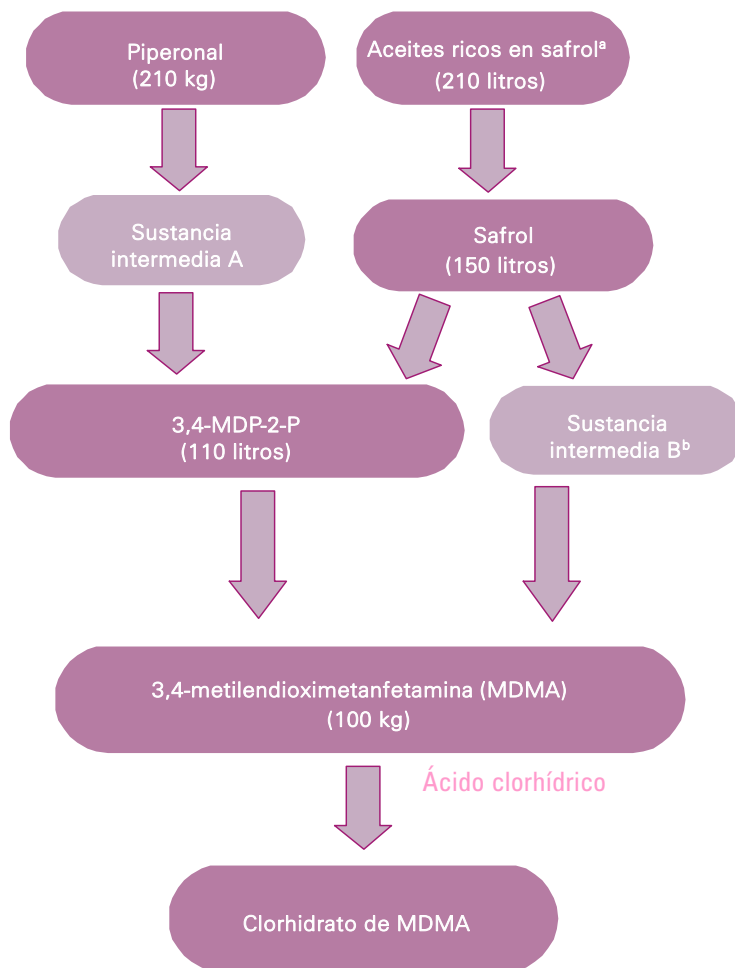 Piperonal
(210 kg)
Aceites ricos en safrolᵃ
(210 litros)
Sustancia
intermedia A
Safrol
(150 litros)
3,4-MDP-2-P
(110 litros)
Sustancia
intermedia Bᵇ
3,4-metilendioximetanfetamina (MDMA)
(100 kg)
Ácido clorhídrico
Clorhidrato de MDMA